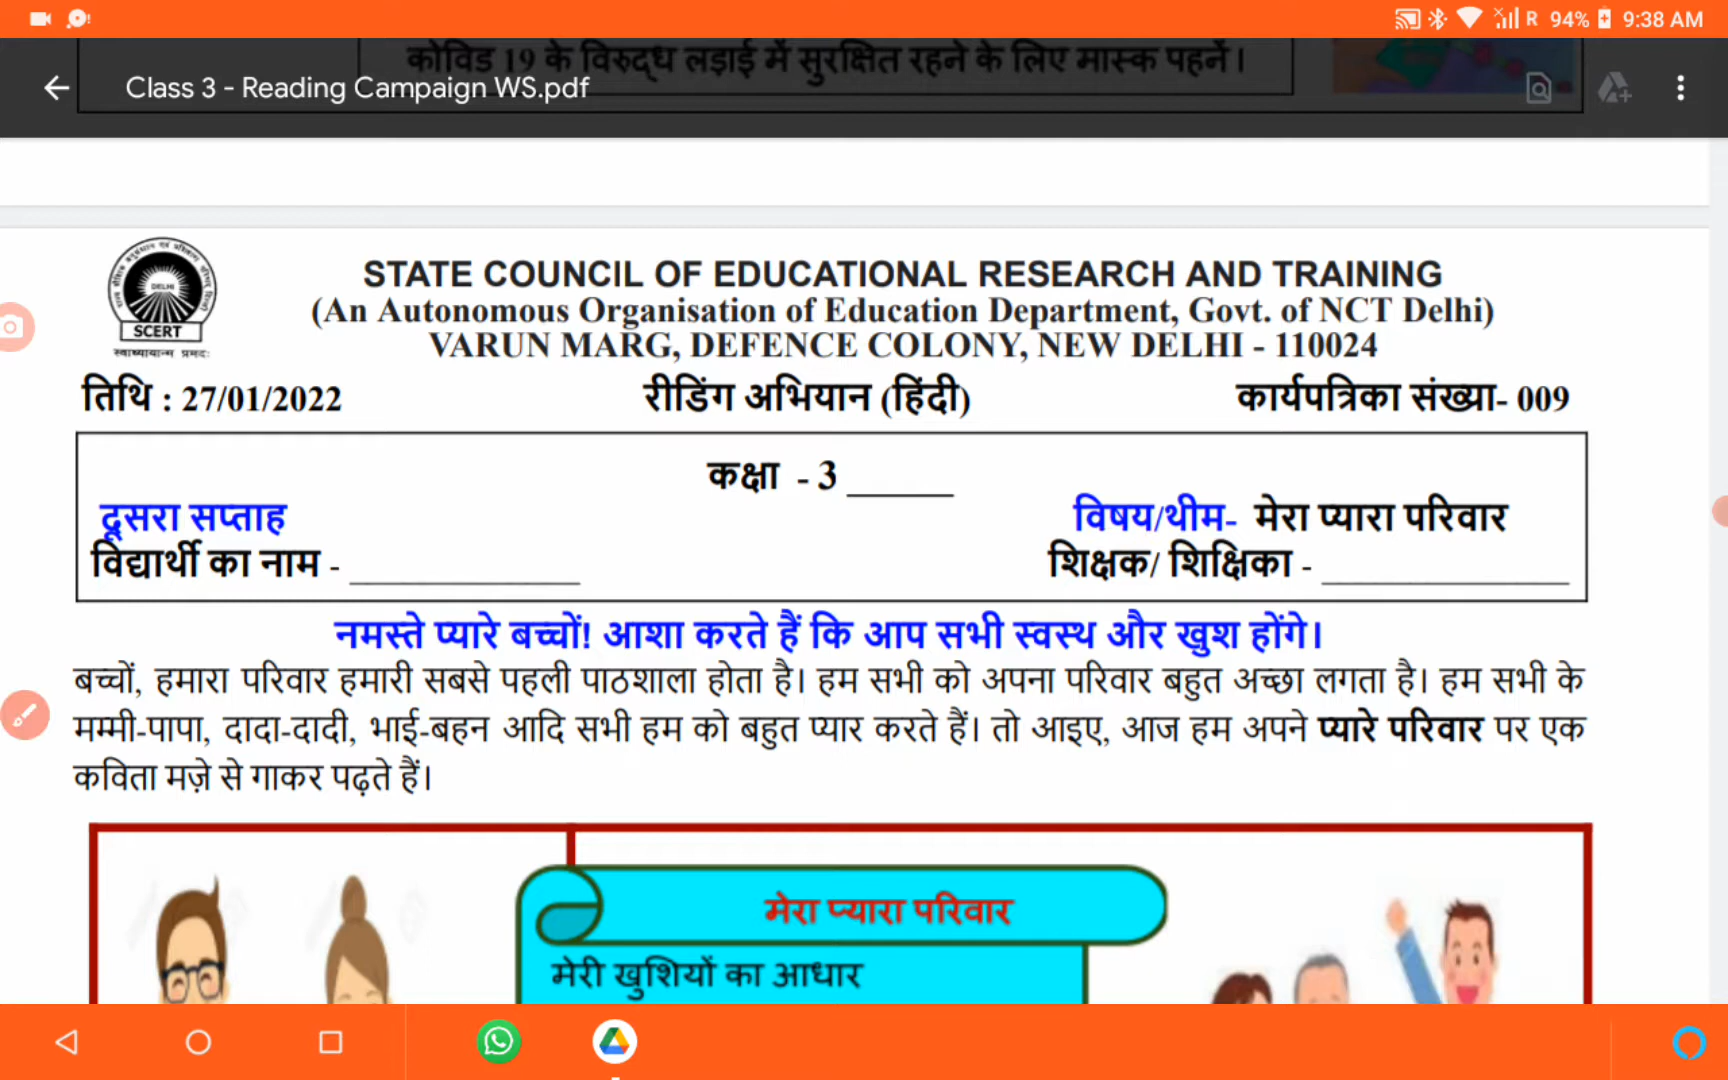 9:38 AM
94%
R
कोविड 19 के विरुद्ध लड़ाई में सुरक्षित रहने के लिए मास्क पहनें।
Class 3 - Reading Campaign WS.pdf
DELHI
SCERT
STATE COUNCIL OF EDUCATIONAL RESEARCH AND TRAINING
(An Autonomous Organisation of Education Department, Govt. of NCT Delhi)
VARUN MARG, DEFENCE COLONY, NEW DELHI - 110024
तिथि : 27/01/2022 रीडिंग अभियान (हिंदी) कार्यपत्रिका संख्या- 009
कक्षा - 3 ______
दूसरा सप्ताह विषय/थीम- मेरा प्यारा परिवार
विद्यार्थी का नाम - ____________ शिक्षक/ शिक्षिका - _____________
नमस्ते प्यारे बच्चों! आशा करते हैं कि आप सभी स्वस्थ और खुश होंगे।
बच्चों, हमारा परिवार हमारी सबसे पहली पाठशाला होता है। हम सभी को अपना परिवार बहुत अच्छा लगता है। हम सभी के
मम्मी-पापा, दादा-दादी, भाई-बहन आदि सभी हम को बहुत प्यार करते हैं। तो आइए, आज हम अपने प्यारे परिवार पर एक
कविता मज़े से गाकर पढ़ते हैं।
मेरा प्यारा परिवार
मेरी खुशियों का आधार